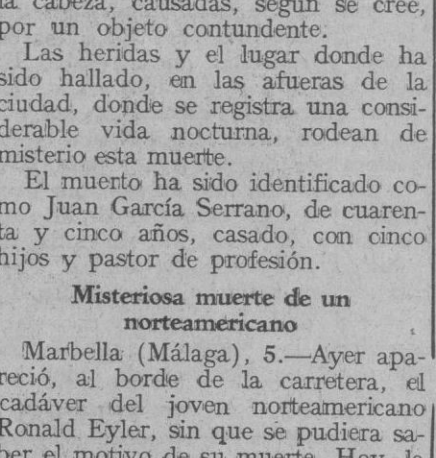 la cabeza, causadas, según se cree,
por un objeto contundente.
Las heridas y el lugar donde ha
sido hallado, en las afueras de la
ciudad, donde se registra una consi-
derable vida nocturna, rodean de
misterio esta muerte.
El muerto ha sido identificado co-
mo Juan García Serrano, de cuaren-
ta y cinco años, casado, con cinco
hijos y pastor de profesión.
Misteriosa muerte de un
norteamericano
Marbella (Málaga), 5.—Ayer apa-
reció, al borde de la carretera, el
cadáver del joven norteamericano
Ronald Eyler, sin que se pudiera sa-
ber el motivo de su muerte. Hoy, la